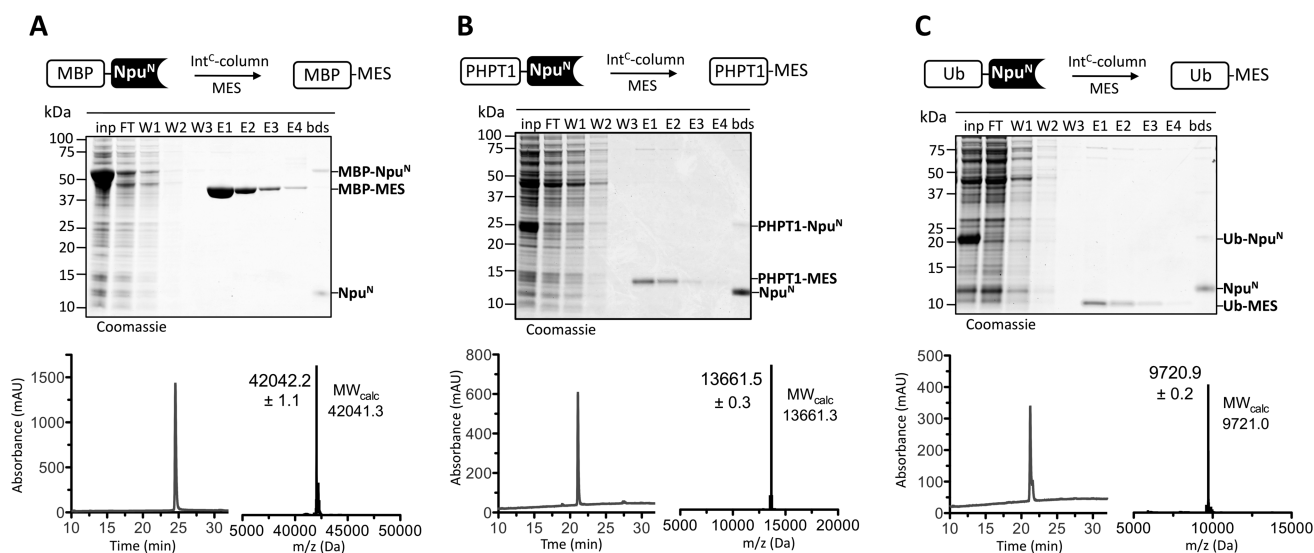 A
MBP NpuN IntC-column MES MBP -MES
kDa
inp FT W1 W2 W3 E1 E2 E3 E4 bds
100
75
50
37
25
20
15
10
MBP-NpuN
MBP-MES
NpuN
Coomassie
Absorbance (mAU)
1500
1000
500
0
10 15 20 25 30
Time (min)
42042.2
± 1.1
MWcalc
42041.3
40000 45000 50000
m/z (Da)
B
PHPT1 NpuN IntC-column MES PHPT1 -MES
kDa
inp FT W1 W2 W3 E1 E2 E3 E4 bds
100
75
50
37
25
20
15
10
PHPT1-NpuN
PHPT1-MES
NpuN
Coomassie
Absorbance (mAU)
800
600
400
200
0
10 15 20 25 30
Time (min)
13661.5
± 0.3
MWcalc
13661.3
5000 10000 15000 20000
m/z (Da)
C
Ub NpuN IntC-column MES Ub -MES
kDa
inp FT W1 W2 W3 E1 E2 E3 E4 bds
75
50
37
25
20
15
10
Ub-NpuN
NpuN
Ub-MES
Coomassie
Absorbance (mAU)
500
400
300
200
100
0
10 15 20 25 30
Time (min)
9720.9
± 0.2
MWcalc
9721.0
5000 10000 15000
m/z (Da)